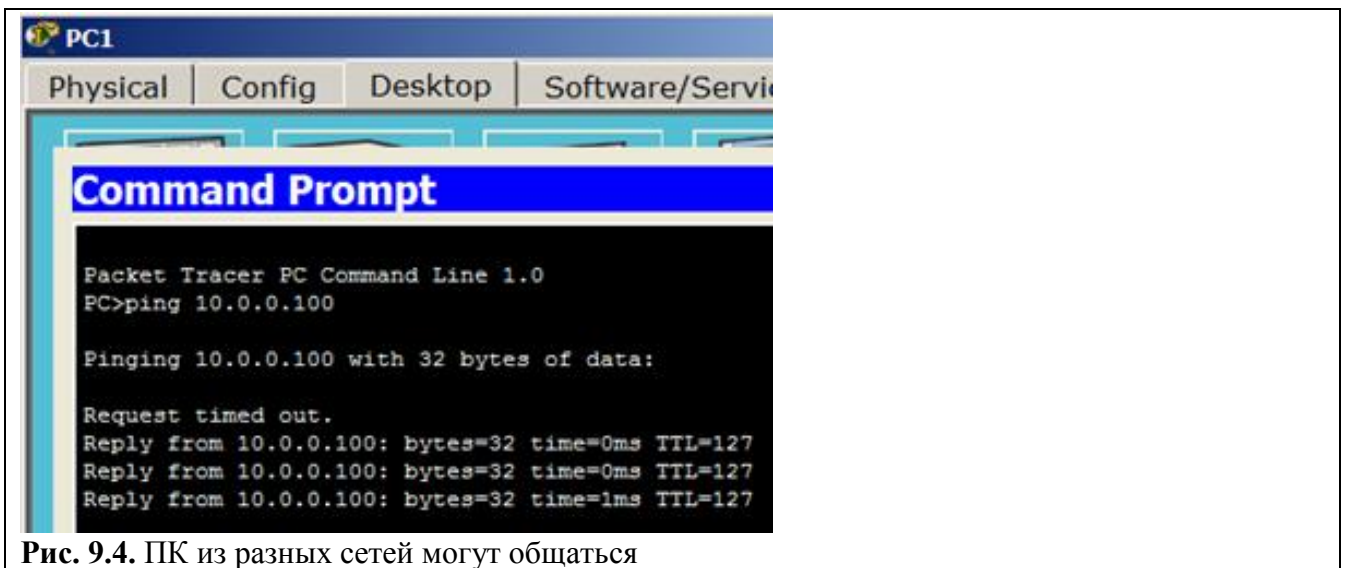 PC1
Physical Config Desktop Software/Servi
Command Prompt
Packet Tracer PC Command Line 1.0
PC>ping 10.0.0.100
Pinging 10.0.0.100 with 32 bytes of data:
Request timed out.
Reply from 10.0.0.100: bytes=32 time=0ms TTL=127
Reply from 10.0.0.100: bytes=32 time=0ms TTL=127
Reply from 10.0.0.100: bytes=32 time=1ms TTL=127
Рис. 9.4. ПК из разных сетей могут общаться